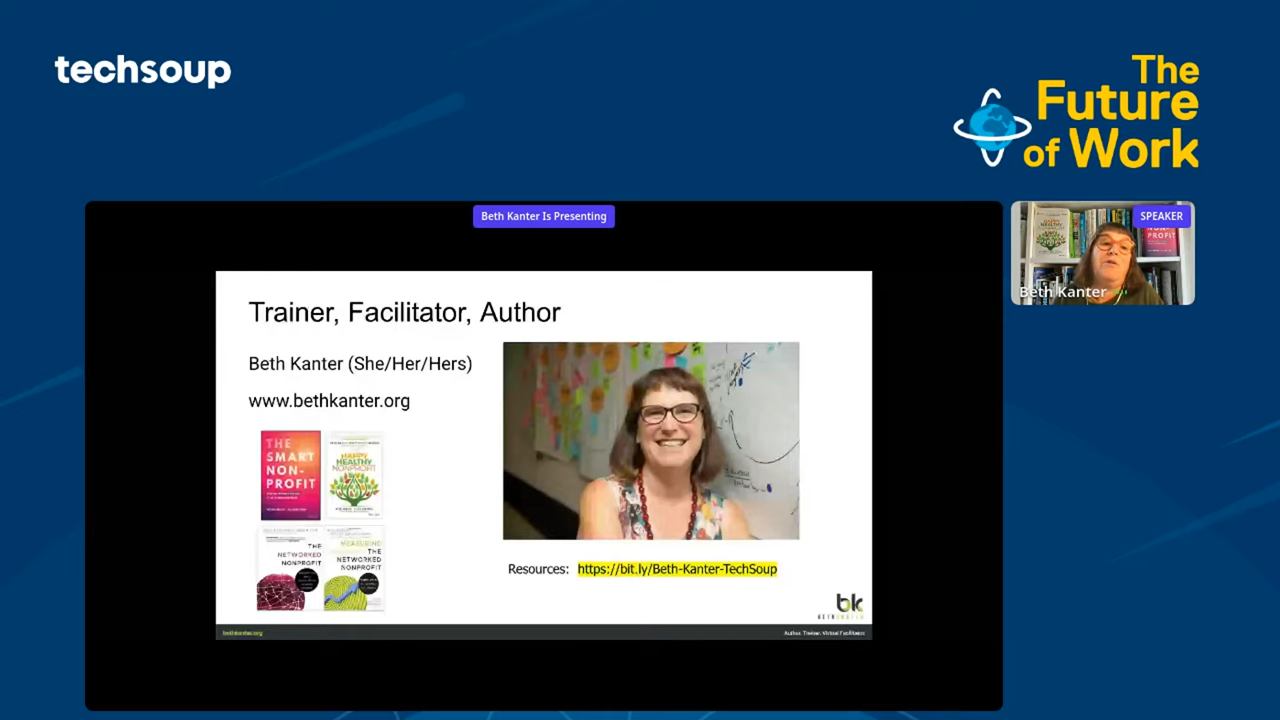 techsoup
The
Future
of Work
Beth Kanter Is Presenting
SPEAKER
Beth Kanter
Trainer, Facilitator, Author
Beth Kanter (She/Her/Hers)
www.bethkanter.org
THE
SMART
NON-
PROFIT
HAPPY
HEALTHY
NONPROFIT
THE
NETWORKED
NONPROFIT
MEASURING
THE
NETWORKED
NONPROFIT
Resources: https://bit.ly/Beth-Kanter-TechSoup
bk
BETH KANTER
bethkanter.org
Author, Trainer, Virtual Facilitator